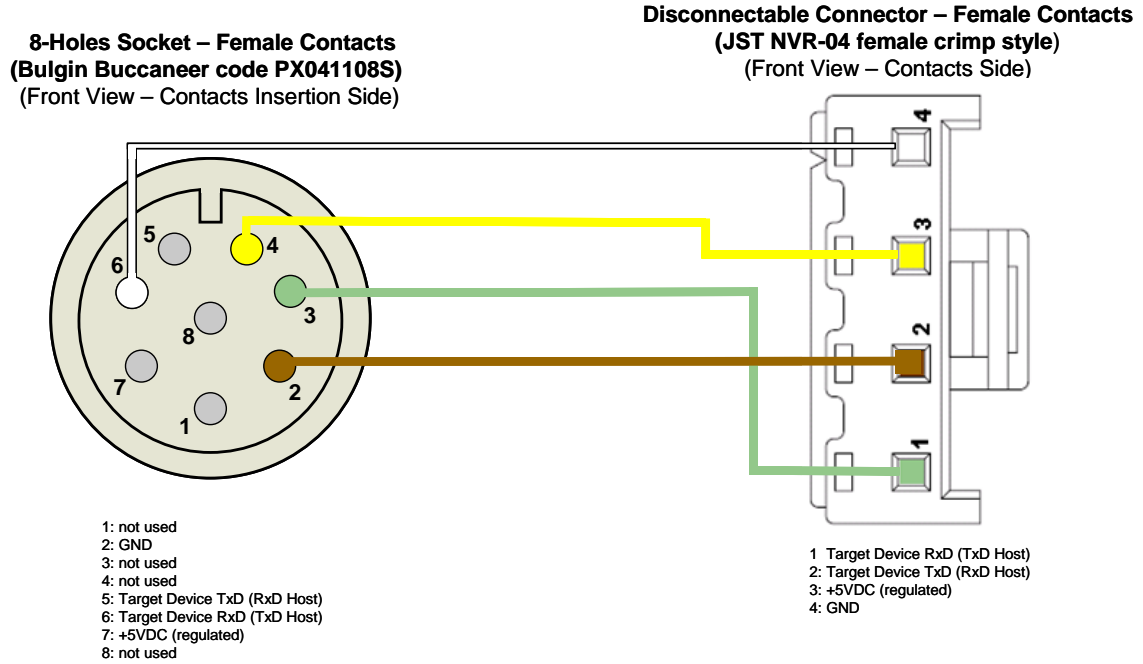 Disconnectable Connector – Female Contacts
(JST NVR-04 female crimp style)
(Front View – Contacts Side)
8-Holes Socket – Female Contacts
(Bulgin Buccaneer code PX041108S)
(Front View – Contacts Insertion Side)
4
3
2
1
5
4
6
3
8
7
2
1
1: not used
2: GND
3: not used
4: not used
5: Target Device TxD (RxD Host)
6: Target Device RxD (TxD Host)
7: +5VDC (regulated)
8: not used
1 Target Device RxD (TxD Host)
2: Target Device TxD (RxD Host)
3: +5VDC (regulated)
4: GND